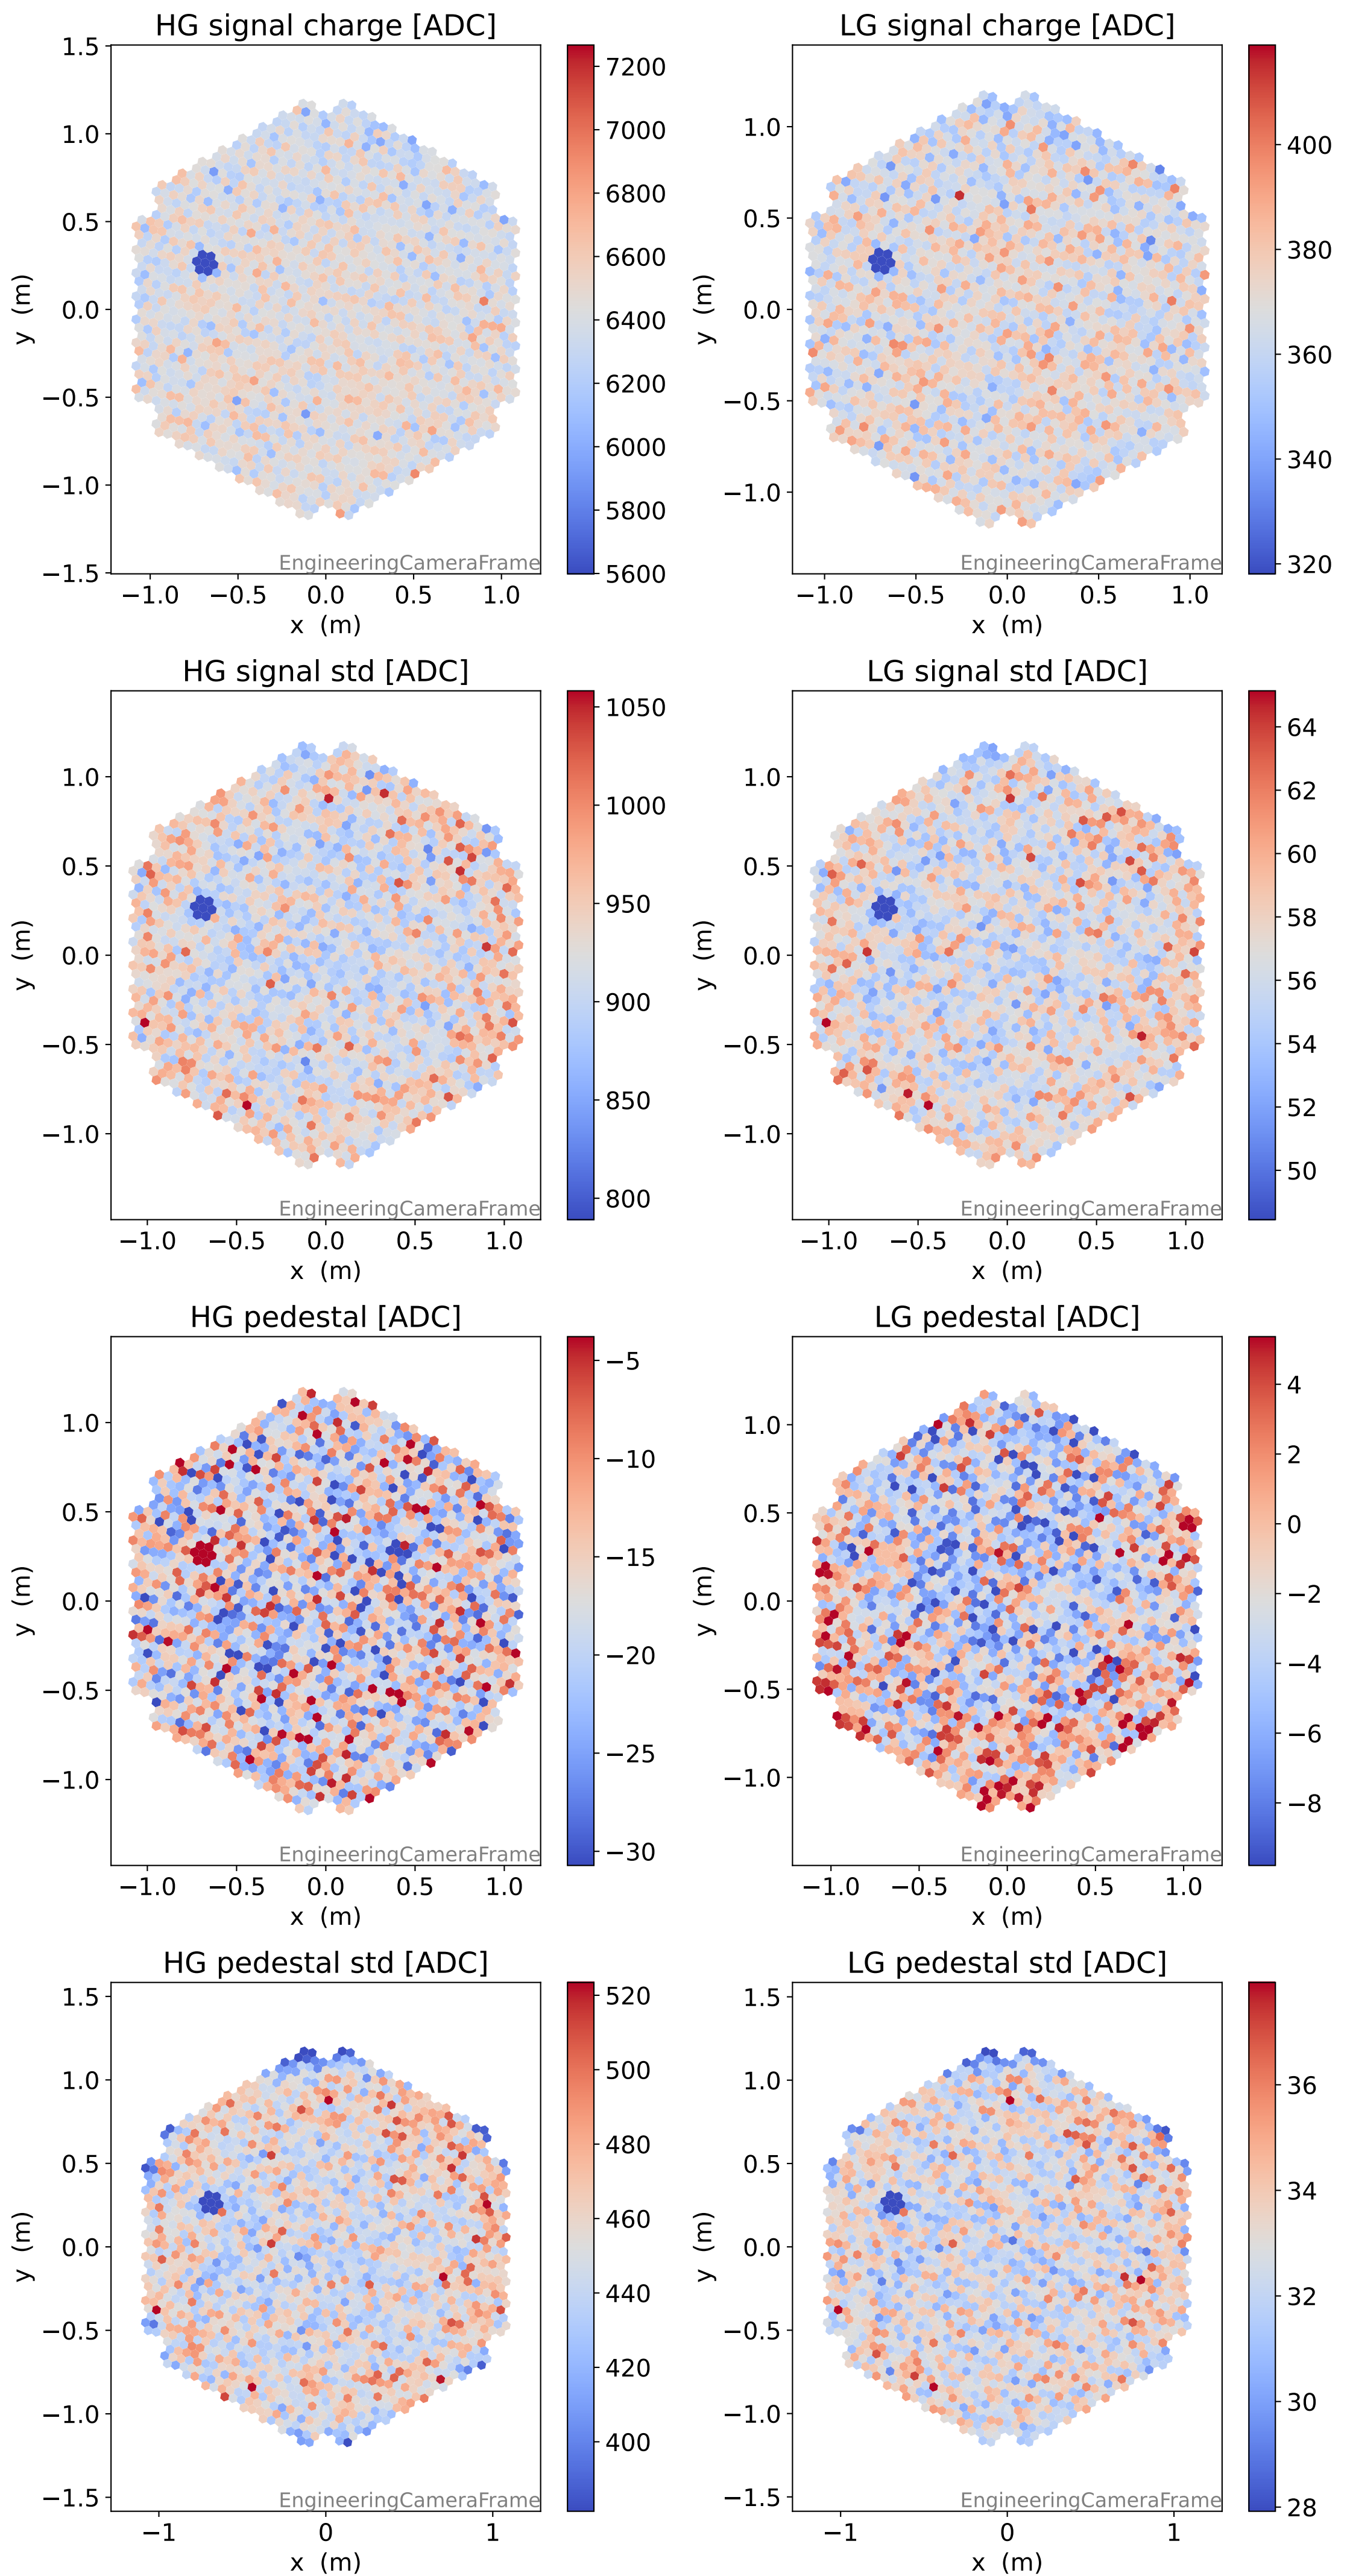 HG signal charge [ADC]
1.5
1.0
0.5
0.0
−0.5
−1.0
−1.5
y (m)
−1.0 −0.5 0.0 0.5 1.0
x (m)
EngineeringCameraFrame
7200
7000
6800
6600
6400
6200
6000
5800
5600
LG signal charge [ADC]
1.0
0.5
0.0
−0.5
−1.0
y (m)
−1.0 −0.5 0.0 0.5 1.0
x (m)
EngineeringCameraFrame
400
380
360
340
320
HG signal std [ADC]
1.0
0.5
0.0
−0.5
−1.0
y (m)
−1.0 −0.5 0.0 0.5 1.0
x (m)
EngineeringCameraFrame
1050
1000
950
900
850
800
LG signal std [ADC]
1.0
0.5
0.0
−0.5
−1.0
y (m)
−1.0 −0.5 0.0 0.5 1.0
x (m)
EngineeringCameraFrame
64
62
60
58
56
54
52
50
HG pedestal [ADC]
1.0
0.5
0.0
−0.5
−1.0
y (m)
−1.0 −0.5 0.0 0.5 1.0
x (m)
EngineeringCameraFrame
−5
−10
−15
−20
−25
−30
LG pedestal [ADC]
1.0
0.5
0.0
−0.5
−1.0
y (m)
−1.0 −0.5 0.0 0.5 1.0
x (m)
EngineeringCameraFrame
4
2
0
−2
−4
−6
−8
HG pedestal std [ADC]
1.5
1.0
0.5
0.0
−0.5
−1.0
−1.5
y (m)
−1 0 1
x (m)
EngineeringCameraFrame
520
500
480
460
440
420
400
LG pedestal std [ADC]
1.5
1.0
0.5
0.0
−0.5
−1.0
−1.5
y (m)
−1 0 1
x (m)
EngineeringCameraFrame
36
34
32
30
28